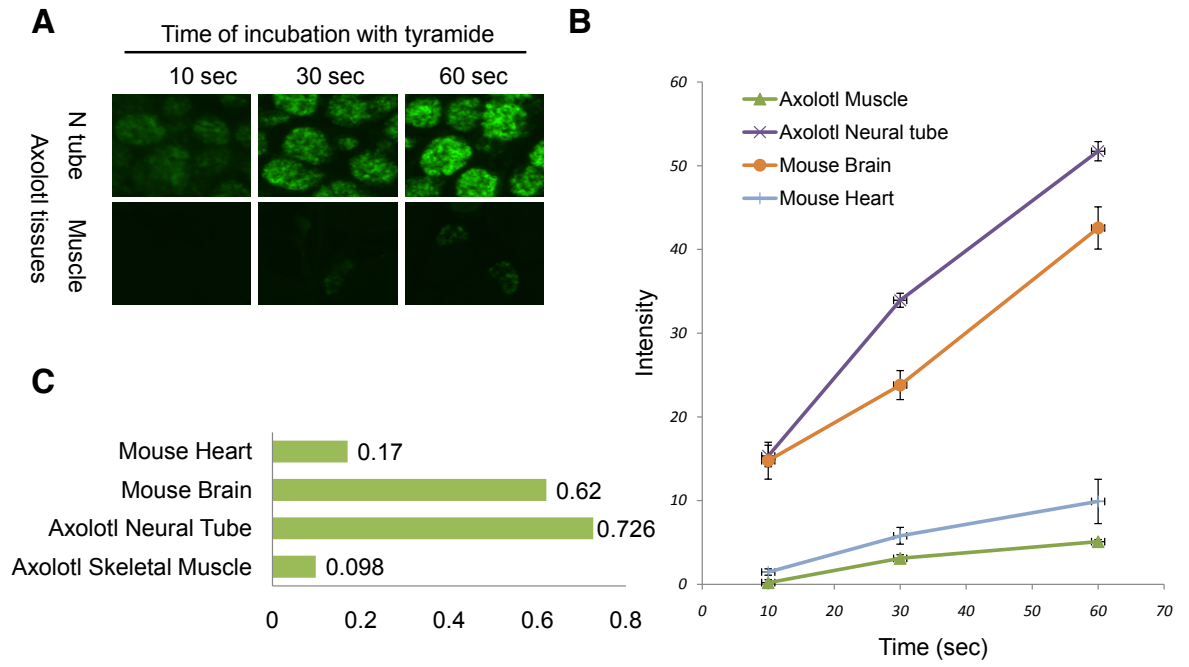 A
Time of incubation with tyramide
10 sec 30 sec 60 sec
Axolotl tissues
N tube
Muscle
B
60
50
40
30
20
10
0
Intensity
Axolotl Muscle
Axolotl Neural tube
Mouse Brain
Mouse Heart
0 10 20 30 40 50 60 70
Time (sec)
C
Mouse Heart 0.17
Mouse Brain 0.62
Axolotl Neural Tube 0.726
Axolotl Skeletal Muscle 0.098
0 0.2 0.4 0.6 0.8